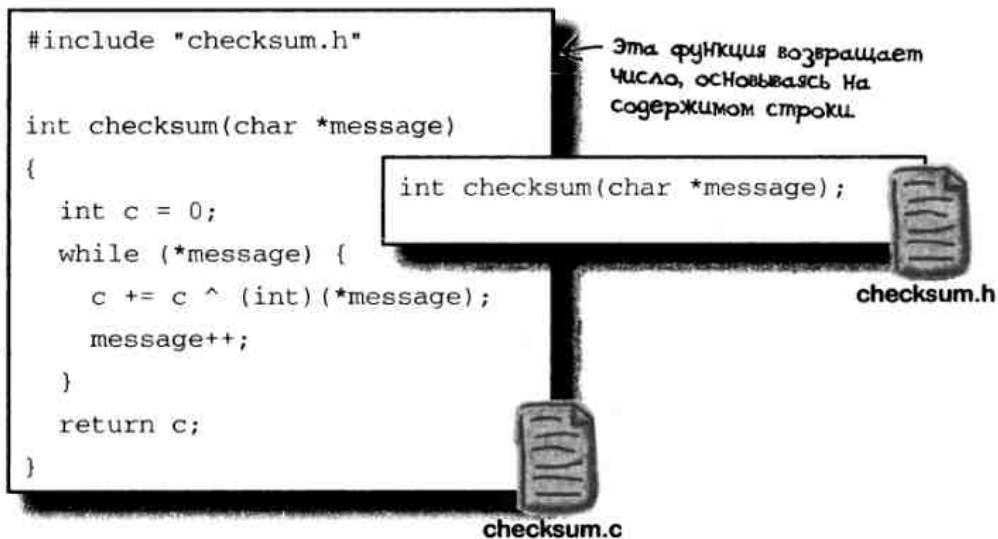 #include "checksum.h"
int checksum(char *message)
{
int c = 0;
while (*message) {
c += c ^ (int)(*message);
message++;
}
return c;
}
checksum.c
Эта функция возвращает
число, основываясь на
содержимом строки
int checksum(char *message);
checksum.h